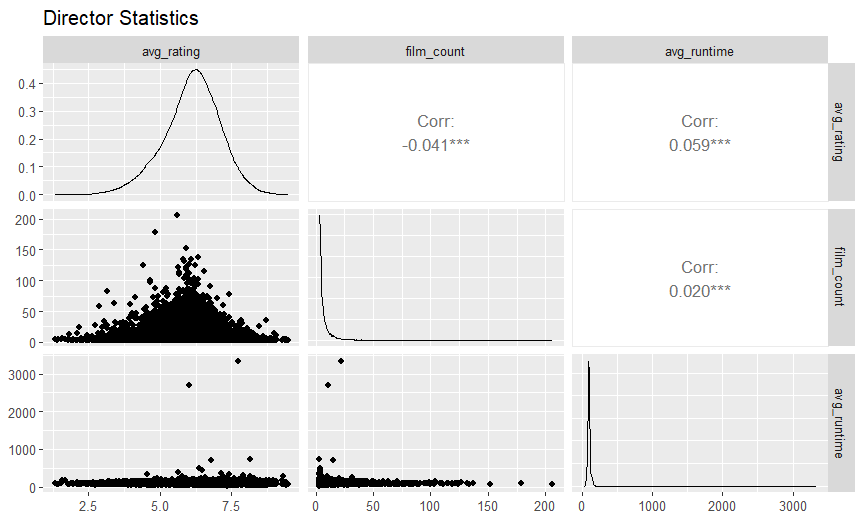 Director Statistics
avg_rating
film_count
avg_runtime
0.4
0.3
0.2
0.1
0.0
Corr:
-0.041***
Corr:
0.059***
avg_rating
200
150
100
50
0
Corr:
0.020***
film_count
3000
2000
1000
0
avg_runtime
2.5
5.0
7.5
0
50
100
150
200
0
1000
2000
3000